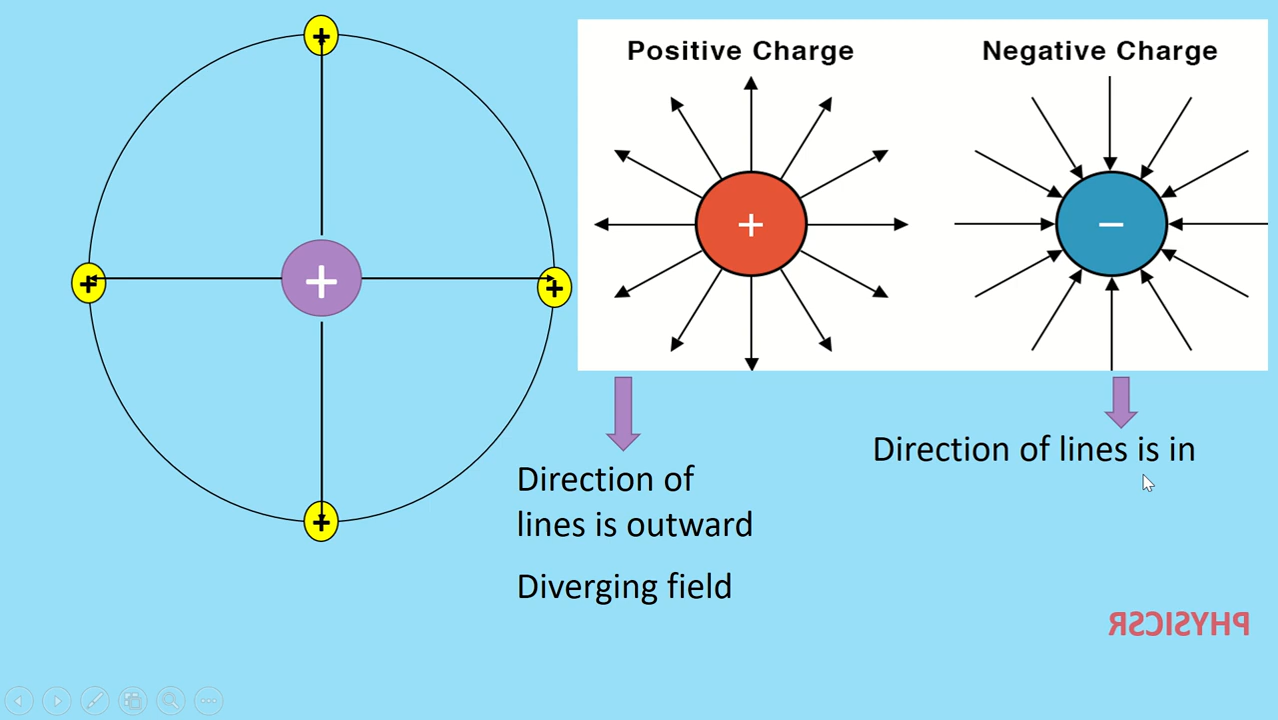 +
+
+
+
+
Positive Charge
Negative Charge
+
−
Direction of
lines is outward
Diverging field
Direction of lines is in
PHYSICSR